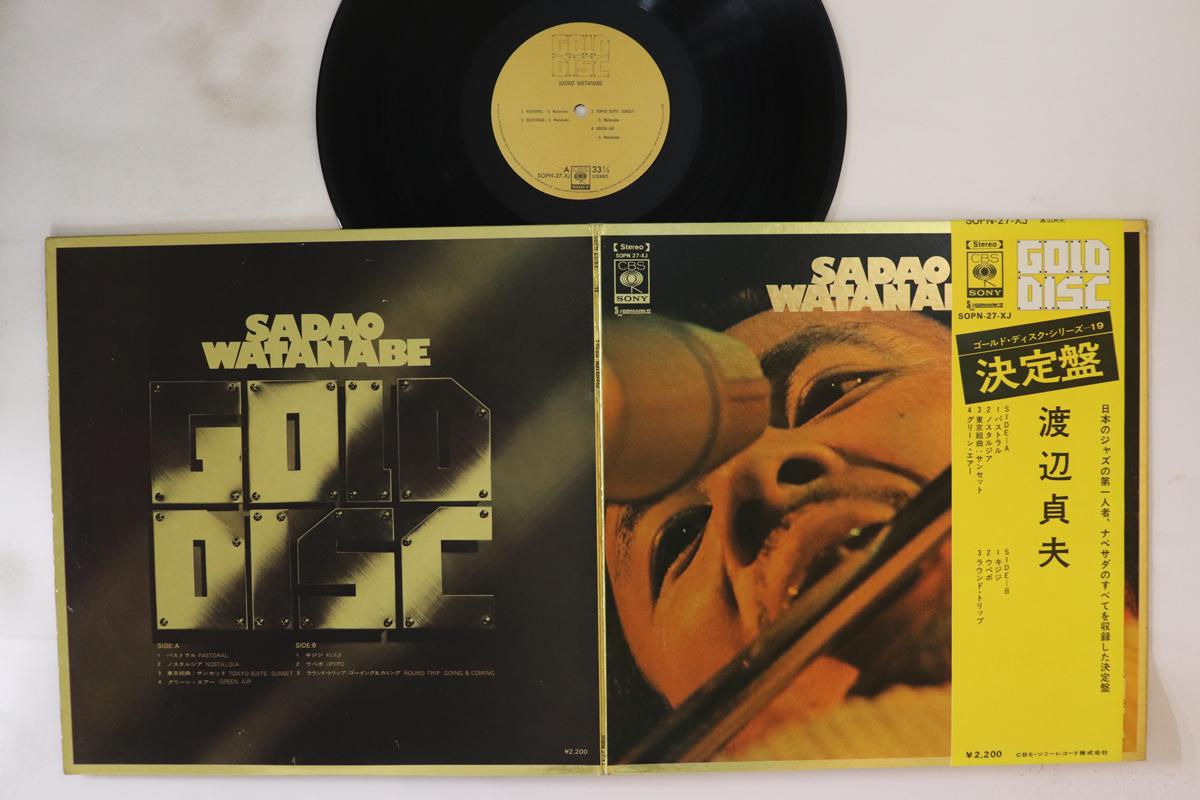 GOLD
DISC
SADAO WATANABE
1. PASTORAL -S. Watanabe-
2. NOSTALGIA -S. Watanabe-
3. TOKYO SUITE: SUNSET
-S. Watanabe-
4. GREEN AIR
-S. Watanabe-
A
SOPN-27-XJ
CBS
SONY
33⅓
STEREO
SADAO
WATANABE
GOLD
DISC
SIDE:A
1 パストラル PASTORAL
2 ノスタルジア NOSTALGIA
3 東京組曲:サンセット TOKYO SUITE: SUNSET
4 グリーン・エアー GREEN AIR
SIDE:B
1 キジジ KIJIJI
2 ウペポ UPEPO
3 ラウンド・トリップ:ゴーイング&カミング ROUND TRIP: GOING & COMING
¥2,200
【Stereo】
SOPN 27-XJ
CBS
SONY
SADAO
WATANA
SOPN-27-XJ
渡辺貞夫
【Stereo】
CBS
SONY
SOPN-27-XJ
GOLD
DISC
ゴールド・ディスク・シリーズ—19
決定盤
日本のジャズの第一人者、ナベサダのすべてを収録した決定盤
渡辺貞夫
SIDE—A
1 パストラル
2 ノスタルジア
3 東京組曲:サンセット
4 グリーン・エアー
SIDE—B
1 キジジ
2 ウペポ
3 ラウンド・トリップ
¥2,200
CBS・ソニーレコード株式会社